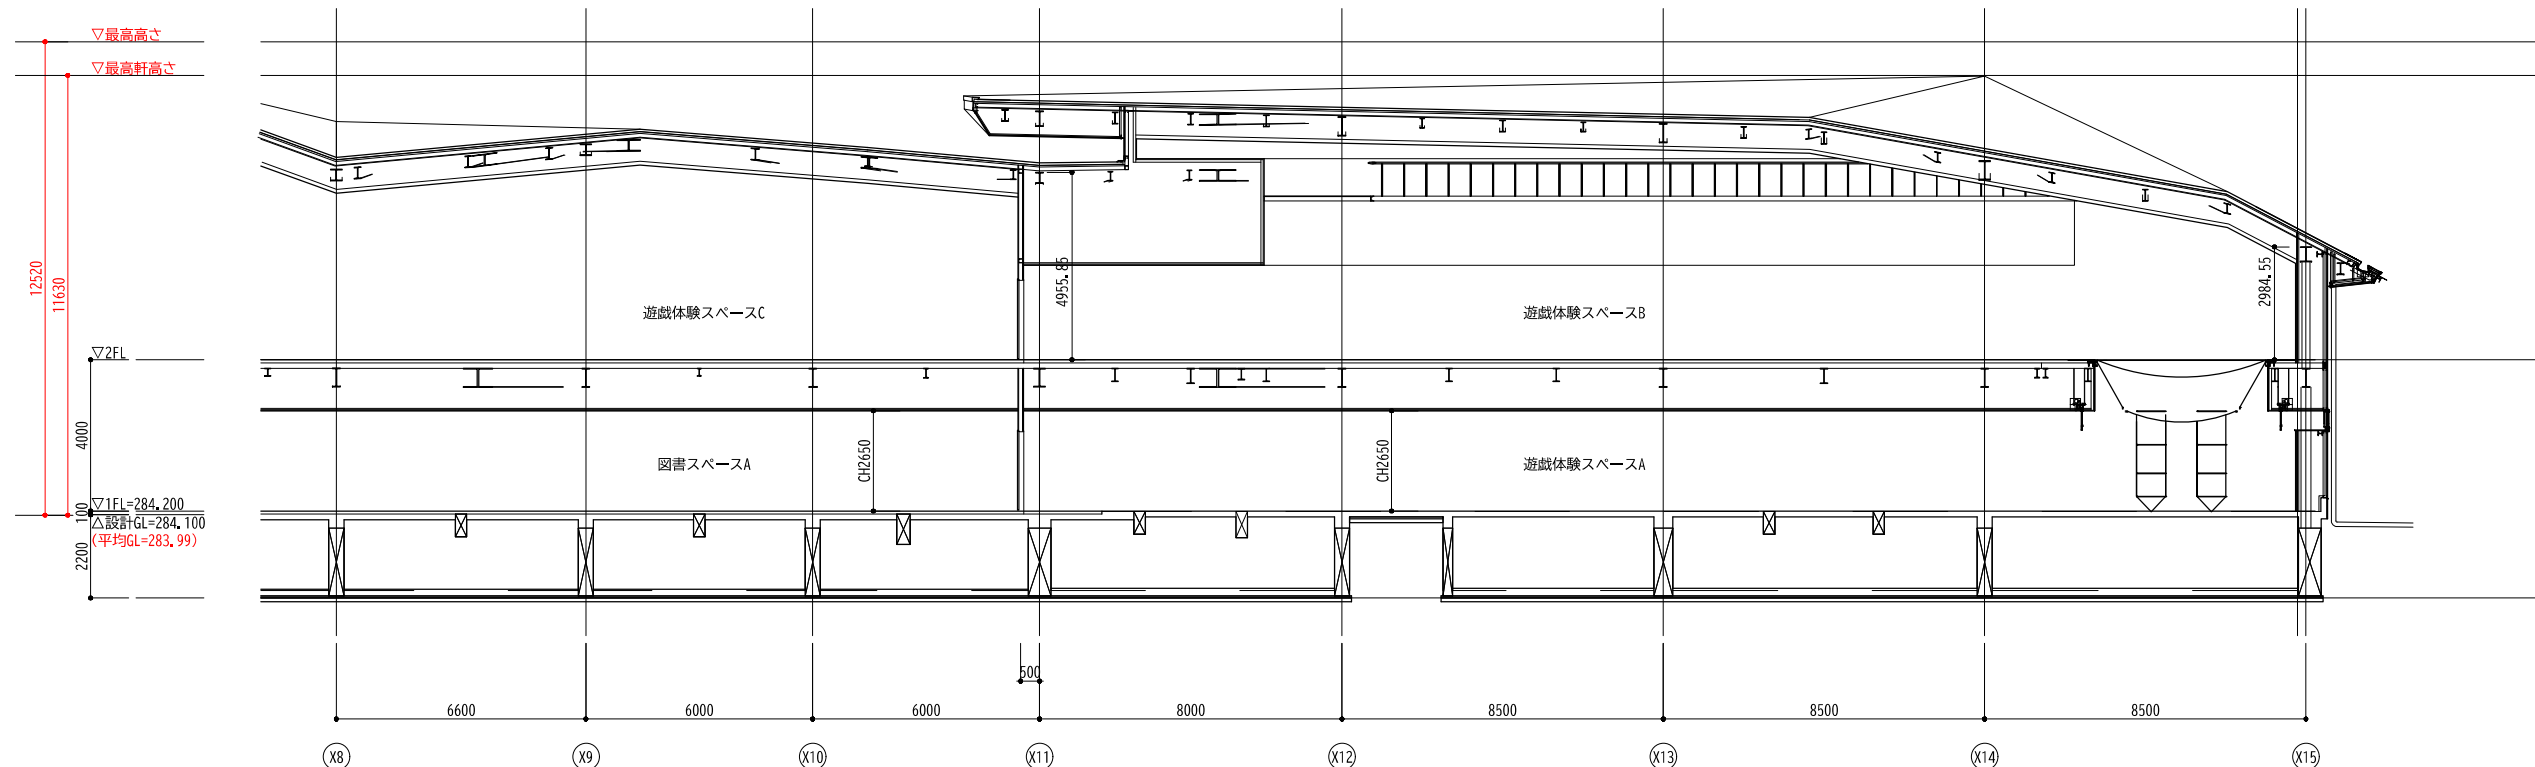 ▽最高高さ
▽最高軒高さ
12520
11630
4955.85
2984.55
遊戯体験スペースC
遊戯体験スペースB
▽2FL
4000
CH2650
CH2650
図書スペースA
遊戯体験スペースA
▽1FL=284.200
100
△設計GL=284.100
(平均GL=283.99)
2200
500
6600
6000
6000
8000
8500
8500
8500
X8
X9
X10
X11
X12
X13
X14
X15